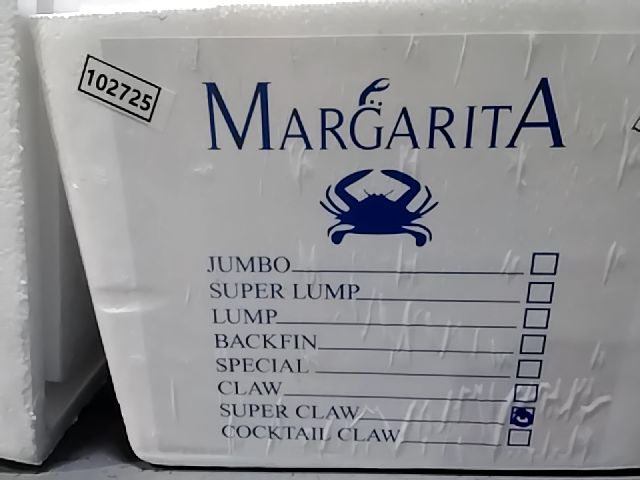 102725
MARGARITA
JUMBO
SUPER LUMP
LUMP
BACKFIN
SPECIAL
CLAW
SUPER CLAW
COCKTAIL CLAW